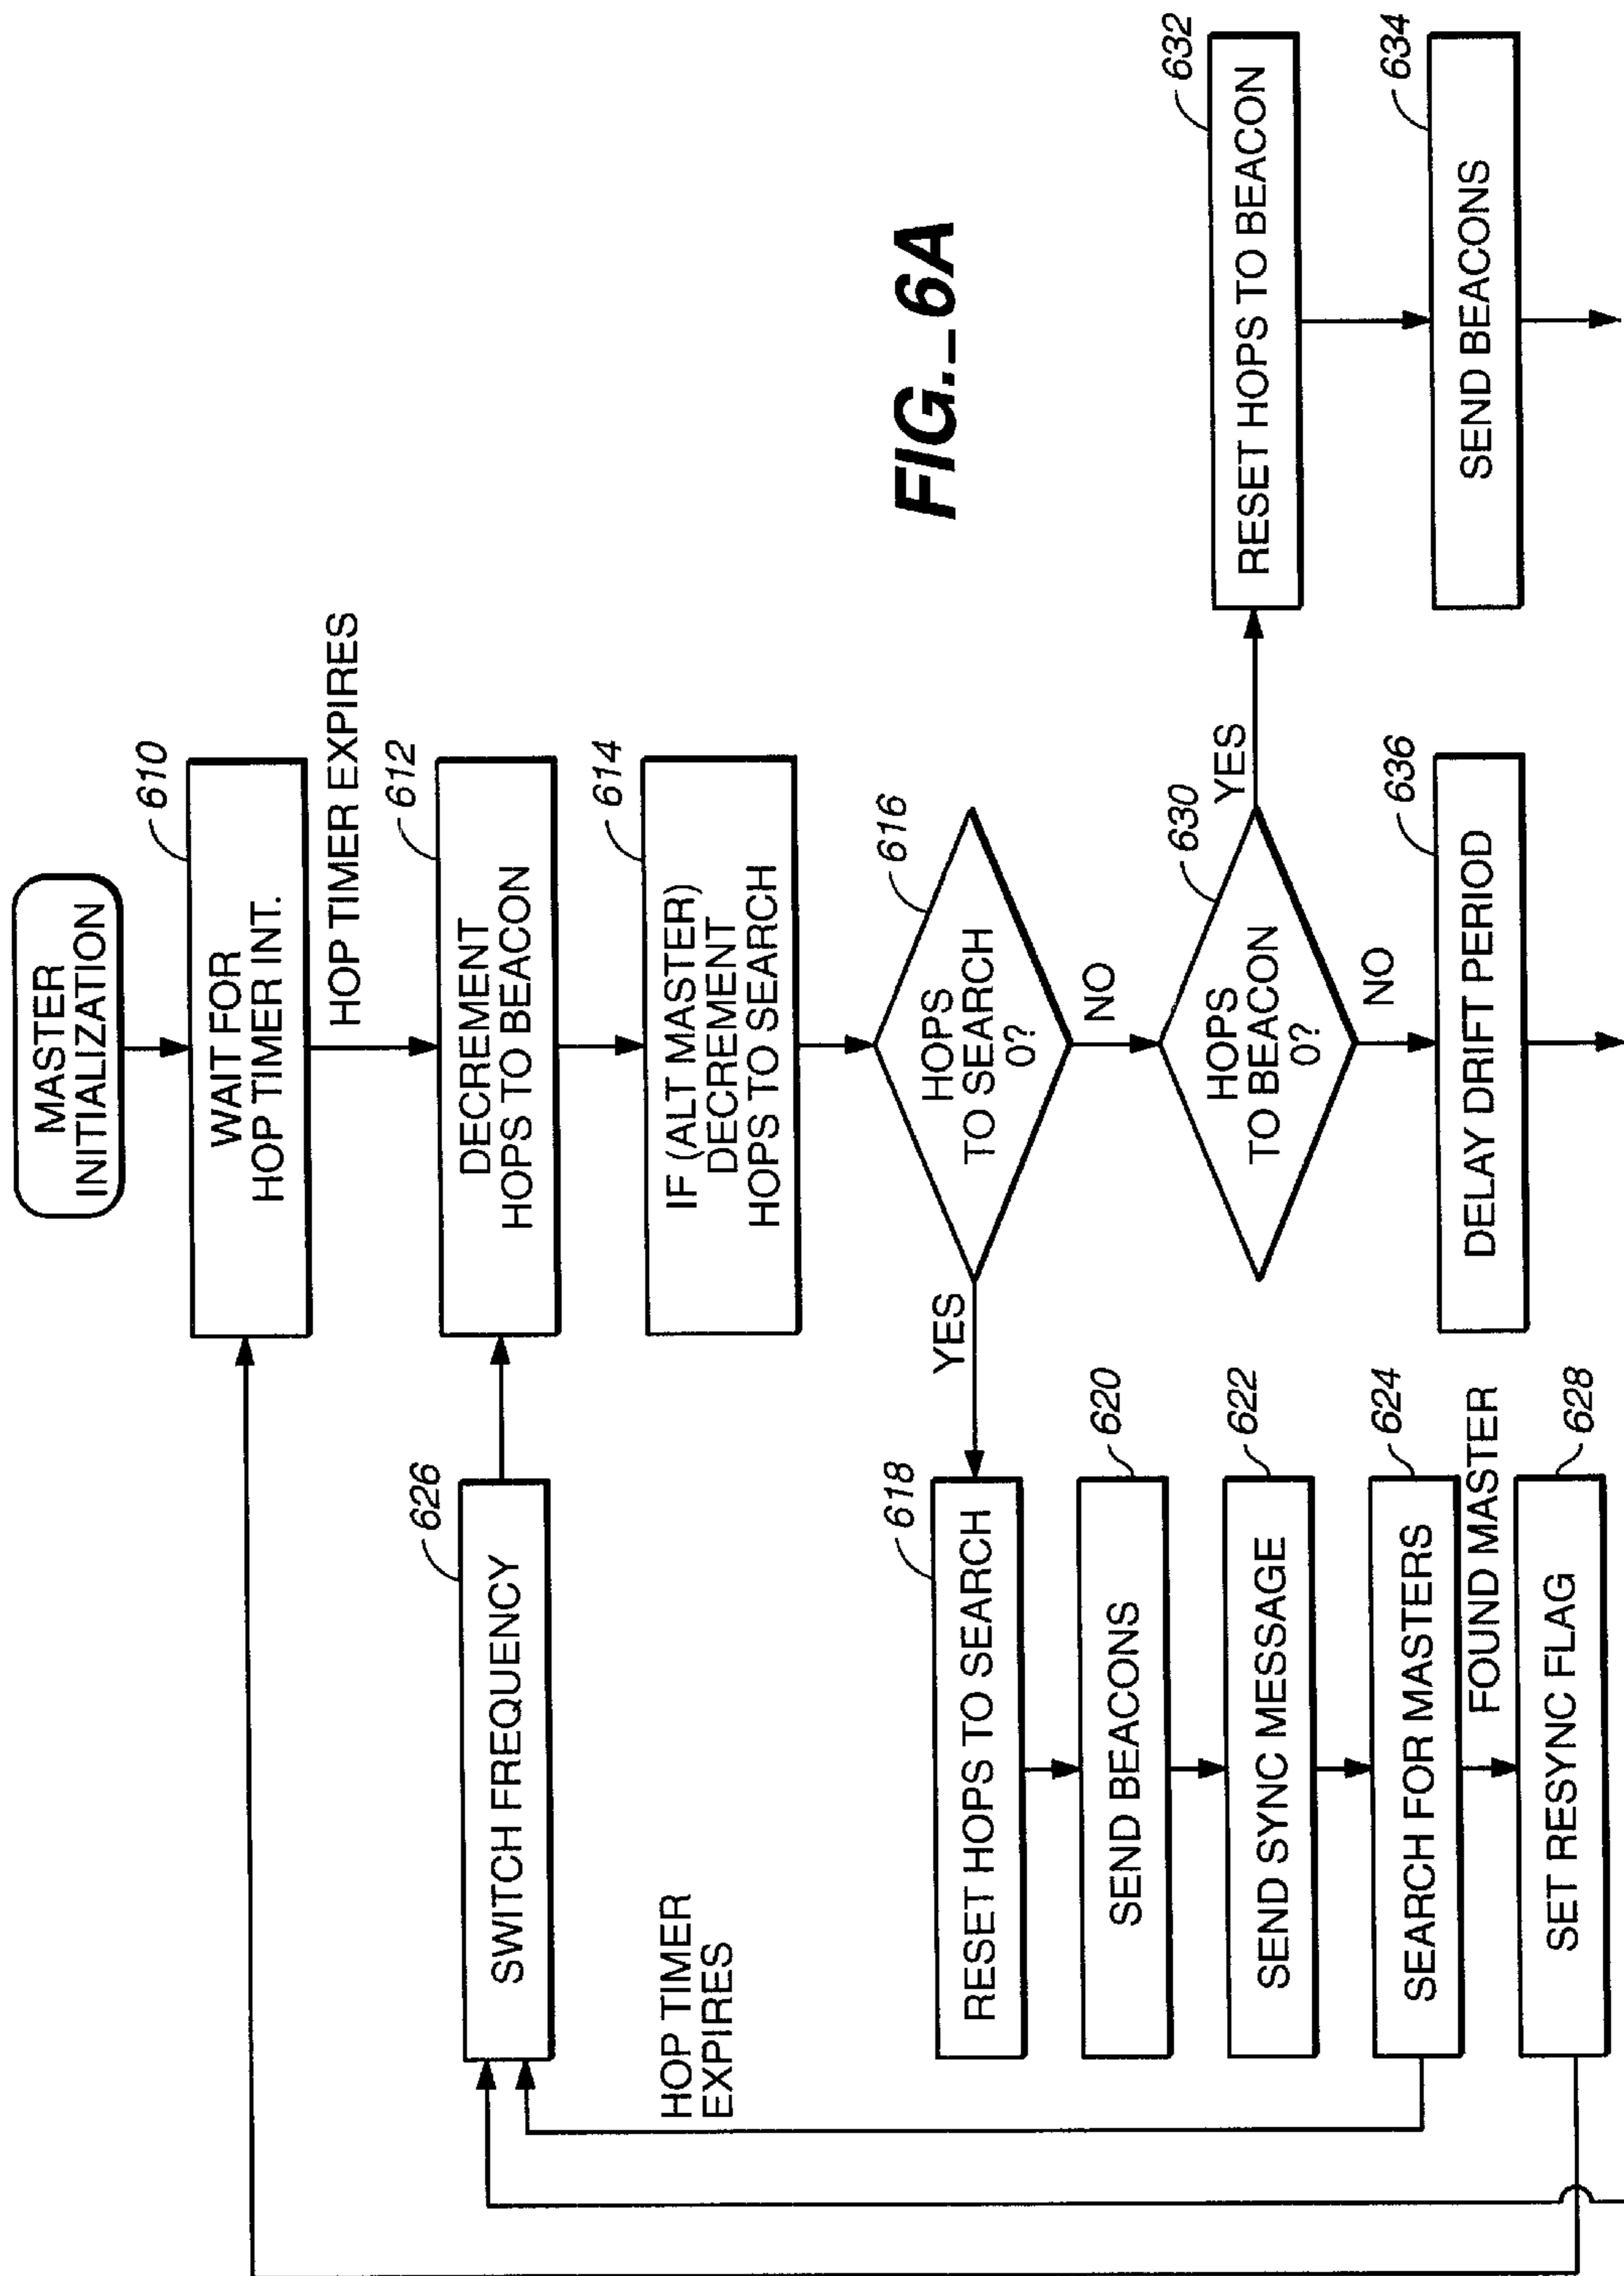 MASTER
INITIALIZATION
610
WAIT FOR
HOP TIMER INT.
HOP TIMER EXPIRES
626
SWITCH FREQUENCY
612
DECREMENT
HOPS TO BEACON
614
IF (ALT MASTER)
DECREMENT
HOPS TO SEARCH
HOP TIMER
EXPIRES
616
HOPS
TO SEARCH
0?
YES
NO
FIG._6A
618
RESET HOPS TO SEARCH
620
SEND BEACONS
622
SEND SYNC MESSAGE
624
SEARCH FOR MASTERS
FOUND MASTER
628
SET RESYNC FLAG
630
HOPS
TO BEACON
0?
YES
NO
632
RESET HOPS TO BEACON
634
SEND BEACONS
636
DELAY DRIFT PERIOD